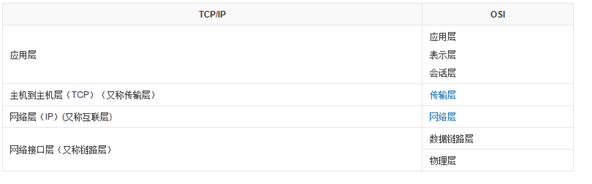 TCP/IP
OSI
应用层
应用层
表示层
会话层
主机到主机层（TCP）（又称传输层）
传输层
网络层（IP）(又称互联层)
网络层
网络接口层（又称链路层）
数据链路层
物理层